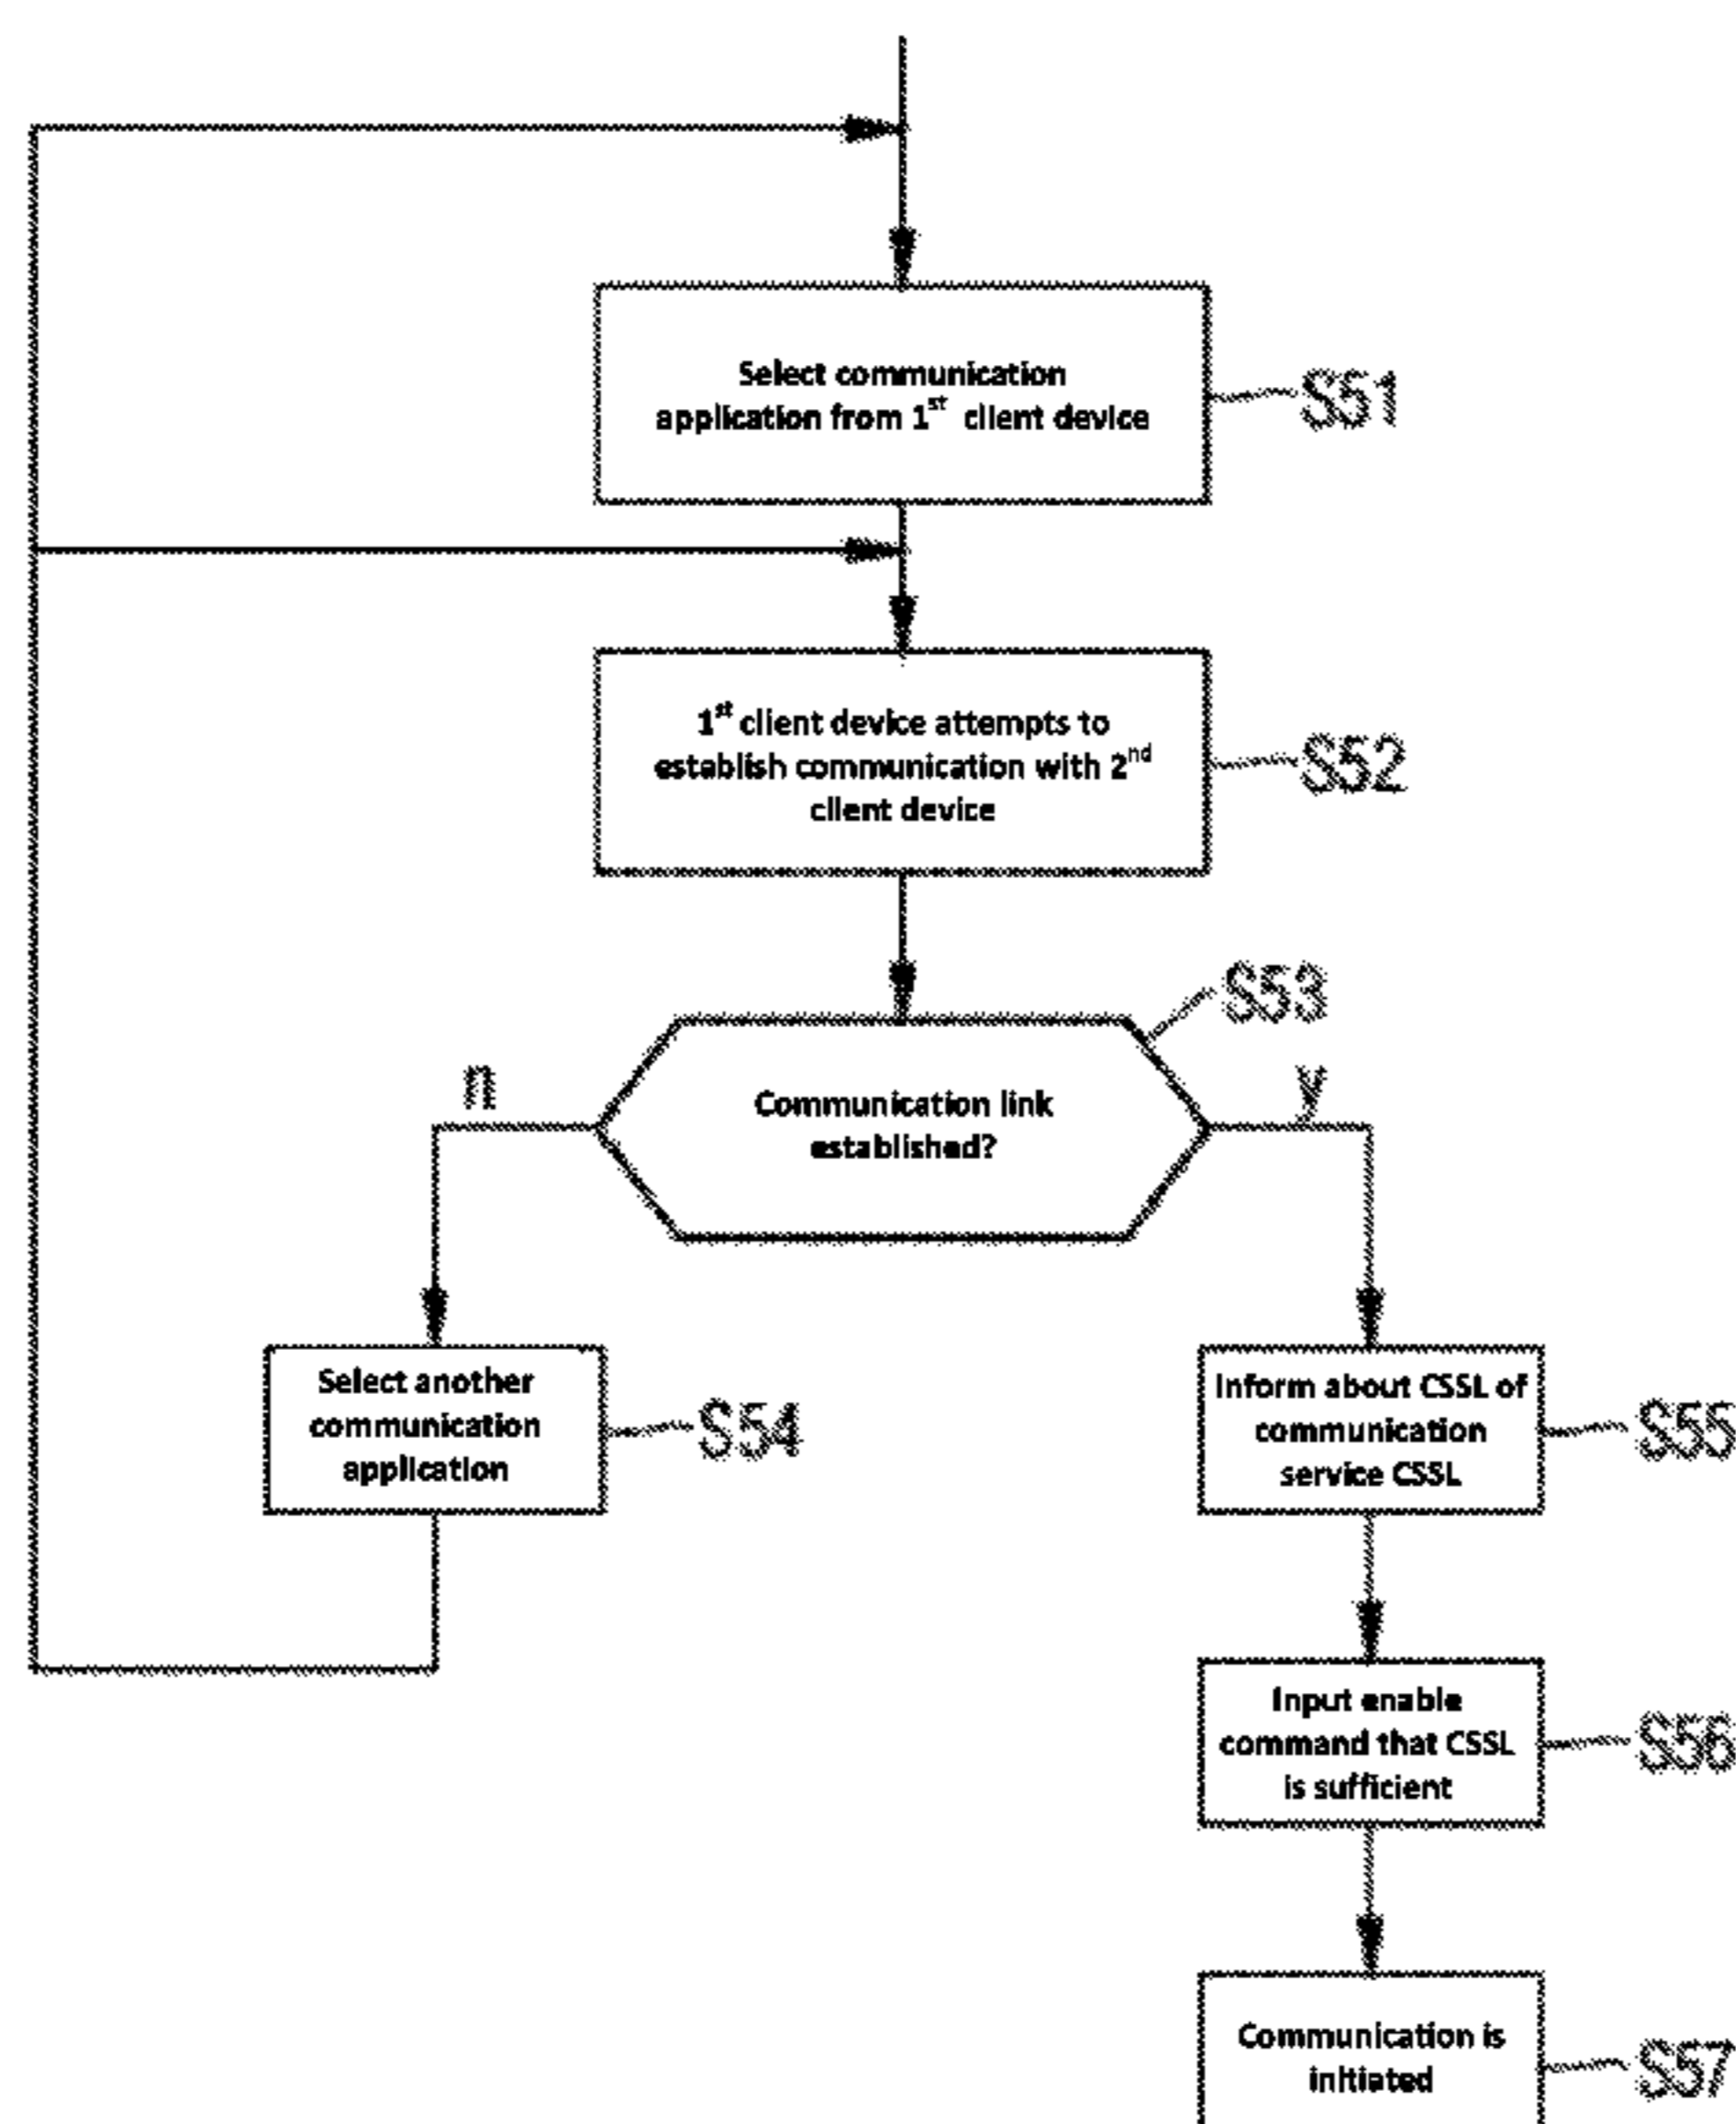 Select communication
application from 1st client device
S51
1st client device attempts to
establish communication with 2nd
client device
S52
S53
n
y
Communication link
established?
Select another
communication
application
S54
Inform about CSSL of
communication
service CSSL
S55
Input enable
command that CSSL
is sufficient
S56
Communication is
initiated
S57